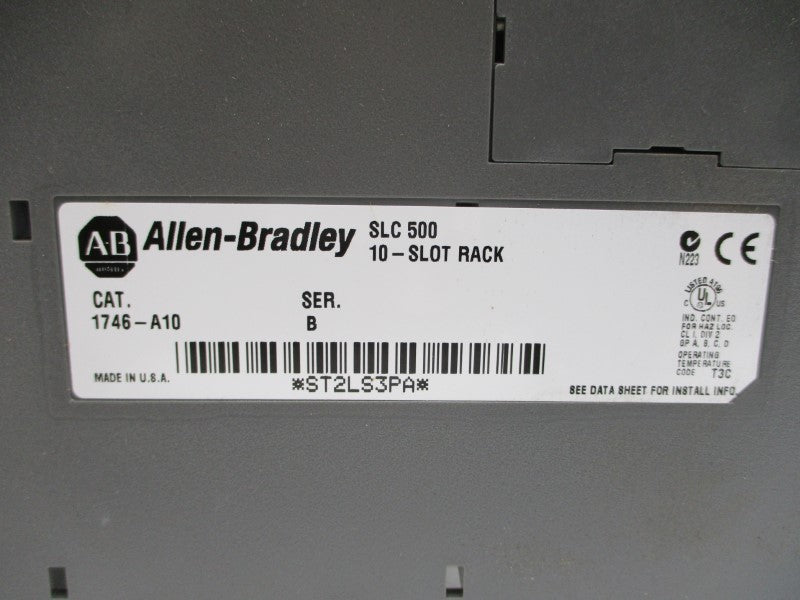 A·B Allen-Bradley
SLC 500
10-SLOT RACK
N223 CE
CAT.
1746-A10
SER.
B
LISTED
C UL US
IND. CONT. EQ
FOR HAZ LOC.
CL I, DIV 2
GP A, B, C, D
OPERATING
TEMPERATURE
CODE T3C
MADE IN U.S.A.
*ST2LS3PA*
SEE DATA SHEET FOR INSTALL INFO.